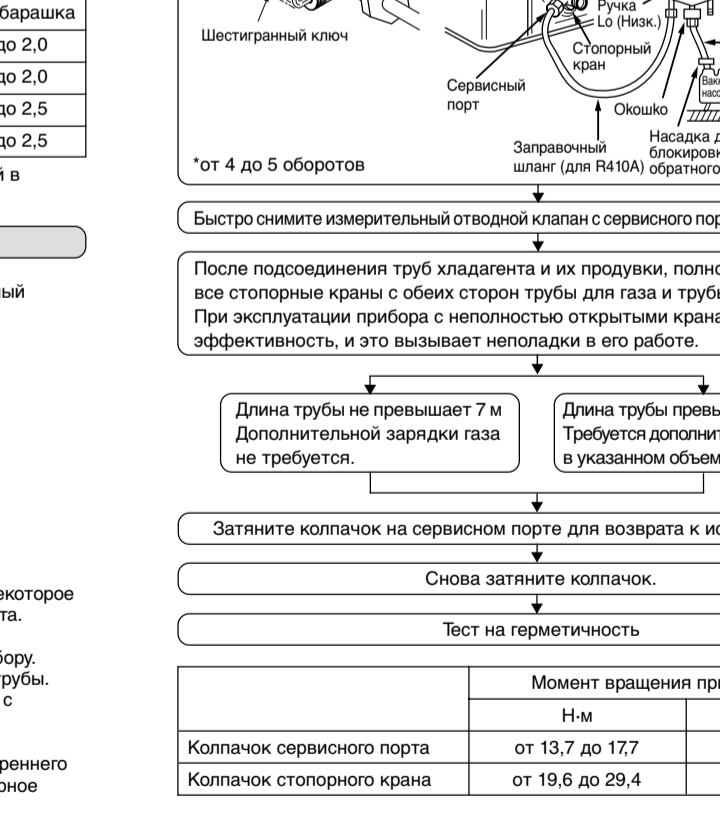 барашка
до 2,0
до 2,0
до 2,5
до 2,5
й в
ный
екоторое
та.
бору.
трубы.
с
реннего
рное
Шестигранный ключ
Ручка
Lo (Низк.)
Стопорный
кран
Сервисный
порт
Окошко
Вак
насо
Заправочный
шланг (для R410A)
Насадка д
блокировк
обратного
*от 4 до 5 оборотов
Быстро снимите измерительный отводной клапан с сервисного пор
После подсоединения труб хладагента и их продувки, полно
все стопорные краны с обеих сторон трубы для газа и трубы
При эксплуатации прибора с неполностью открытыми крана
эффективность, и это вызывает неполадки в его работе.
Длина трубы не превышает 7 м
Дополнительной зарядки газа
не требуется.
Длина трубы превы
Требуется дополнит
в указанном объем
Затяните колпачок на сервисном порте для возврата к ис
Снова затяните колпачок.
Тест на герметичность
Момент вращения при
Н·м
Колпачок сервисного порта от 13,7 до 17,7
Колпачок стопорного крана от 19,6 до 29,4